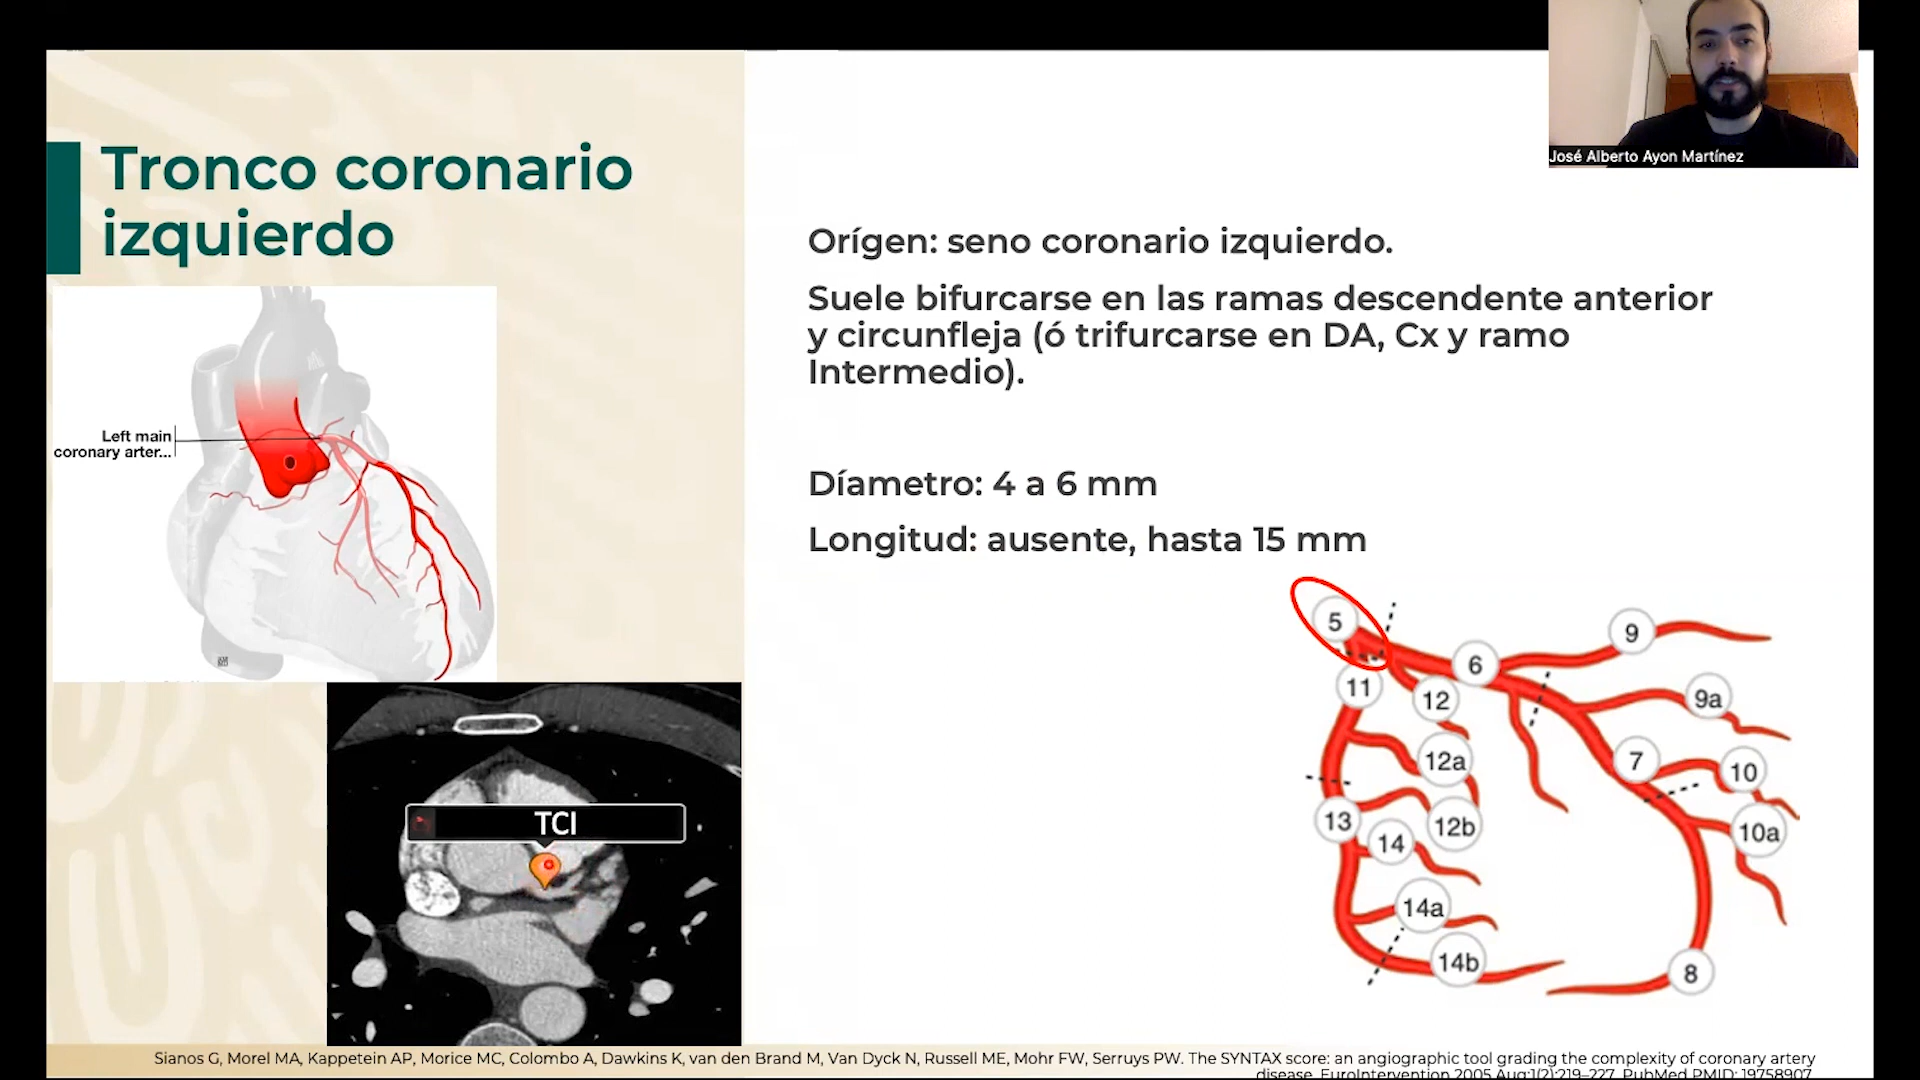 José Alberto Ayon Martínez
Tronco coronario
izquierdo
Orígen: seno coronario izquierdo.
Suele bifurcarse en las ramas descendente anterior
y circunfleja (ó trifurcarse en DA, Cx y ramo
Intermedio).
Díametro: 4 a 6 mm
Longitud: ausente, hasta 15 mm
Left main
coronary arter...
TCI
5
6
9
11
12
9a
12a
7
10
13
12b
14
10a
14a
14b
8
Sianos G, Morel MA, Kappetein AP, Morice MC, Colombo A, Dawkins K, van den Brand M, Van Dyck N, Russell ME, Mohr FW, Serruys PW. The SYNTAX score: an angiographic tool grading the complexity of coronary artery
disease. EuroIntervention 2005 Aug;1(2):219–227. PubMed PMID: 19758907.